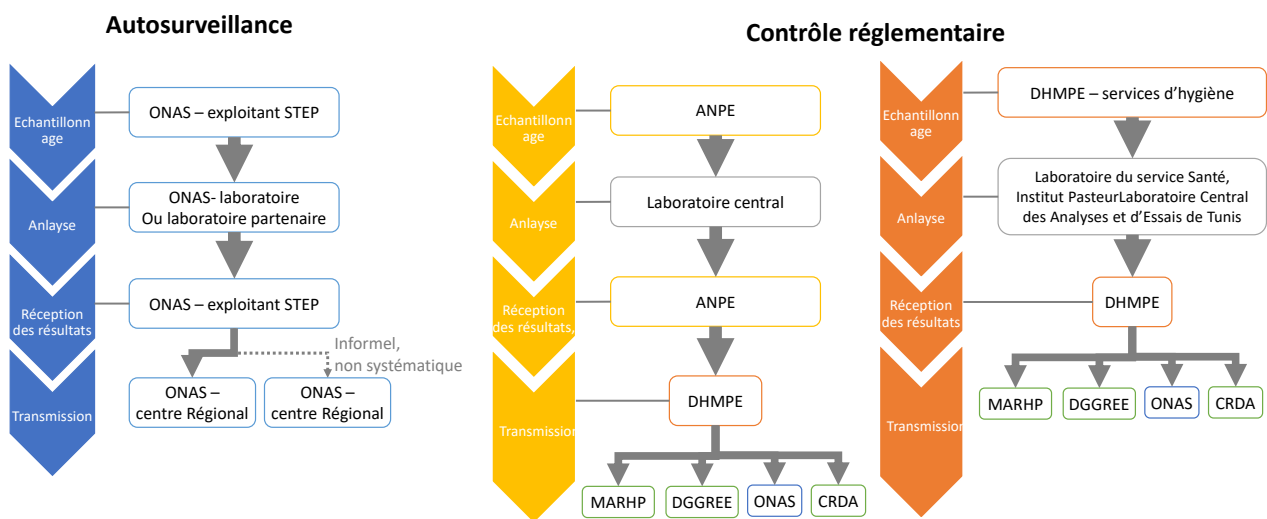 Autosurveillance
Echantillonn
age
ONAS – exploitant STEP
Anlayse
ONAS- laboratoire
Ou laboratoire partenaire
Réception
des résultats
ONAS – exploitant STEP
Informel,
non systématique
Transmission
ONAS –
centre Régional
ONAS –
centre Régional
Contrôle réglementaire
Echantillonn
age
ANPE
Anlayse
Laboratoire central
Réception
des résultats,
ANPE
Transmission
DHMPE
MARHP
DGGREE
ONAS
CRDA
Echantillonn
age
DHMPE – services d'hygiène
Anlayse
Laboratoire du service Santé,
Institut PasteurLaboratoire Central
des Analyses et d'Essais de Tunis
Réception
des résultats
DHMPE
Transmission
MARHP
DGGREE
ONAS
CRDA